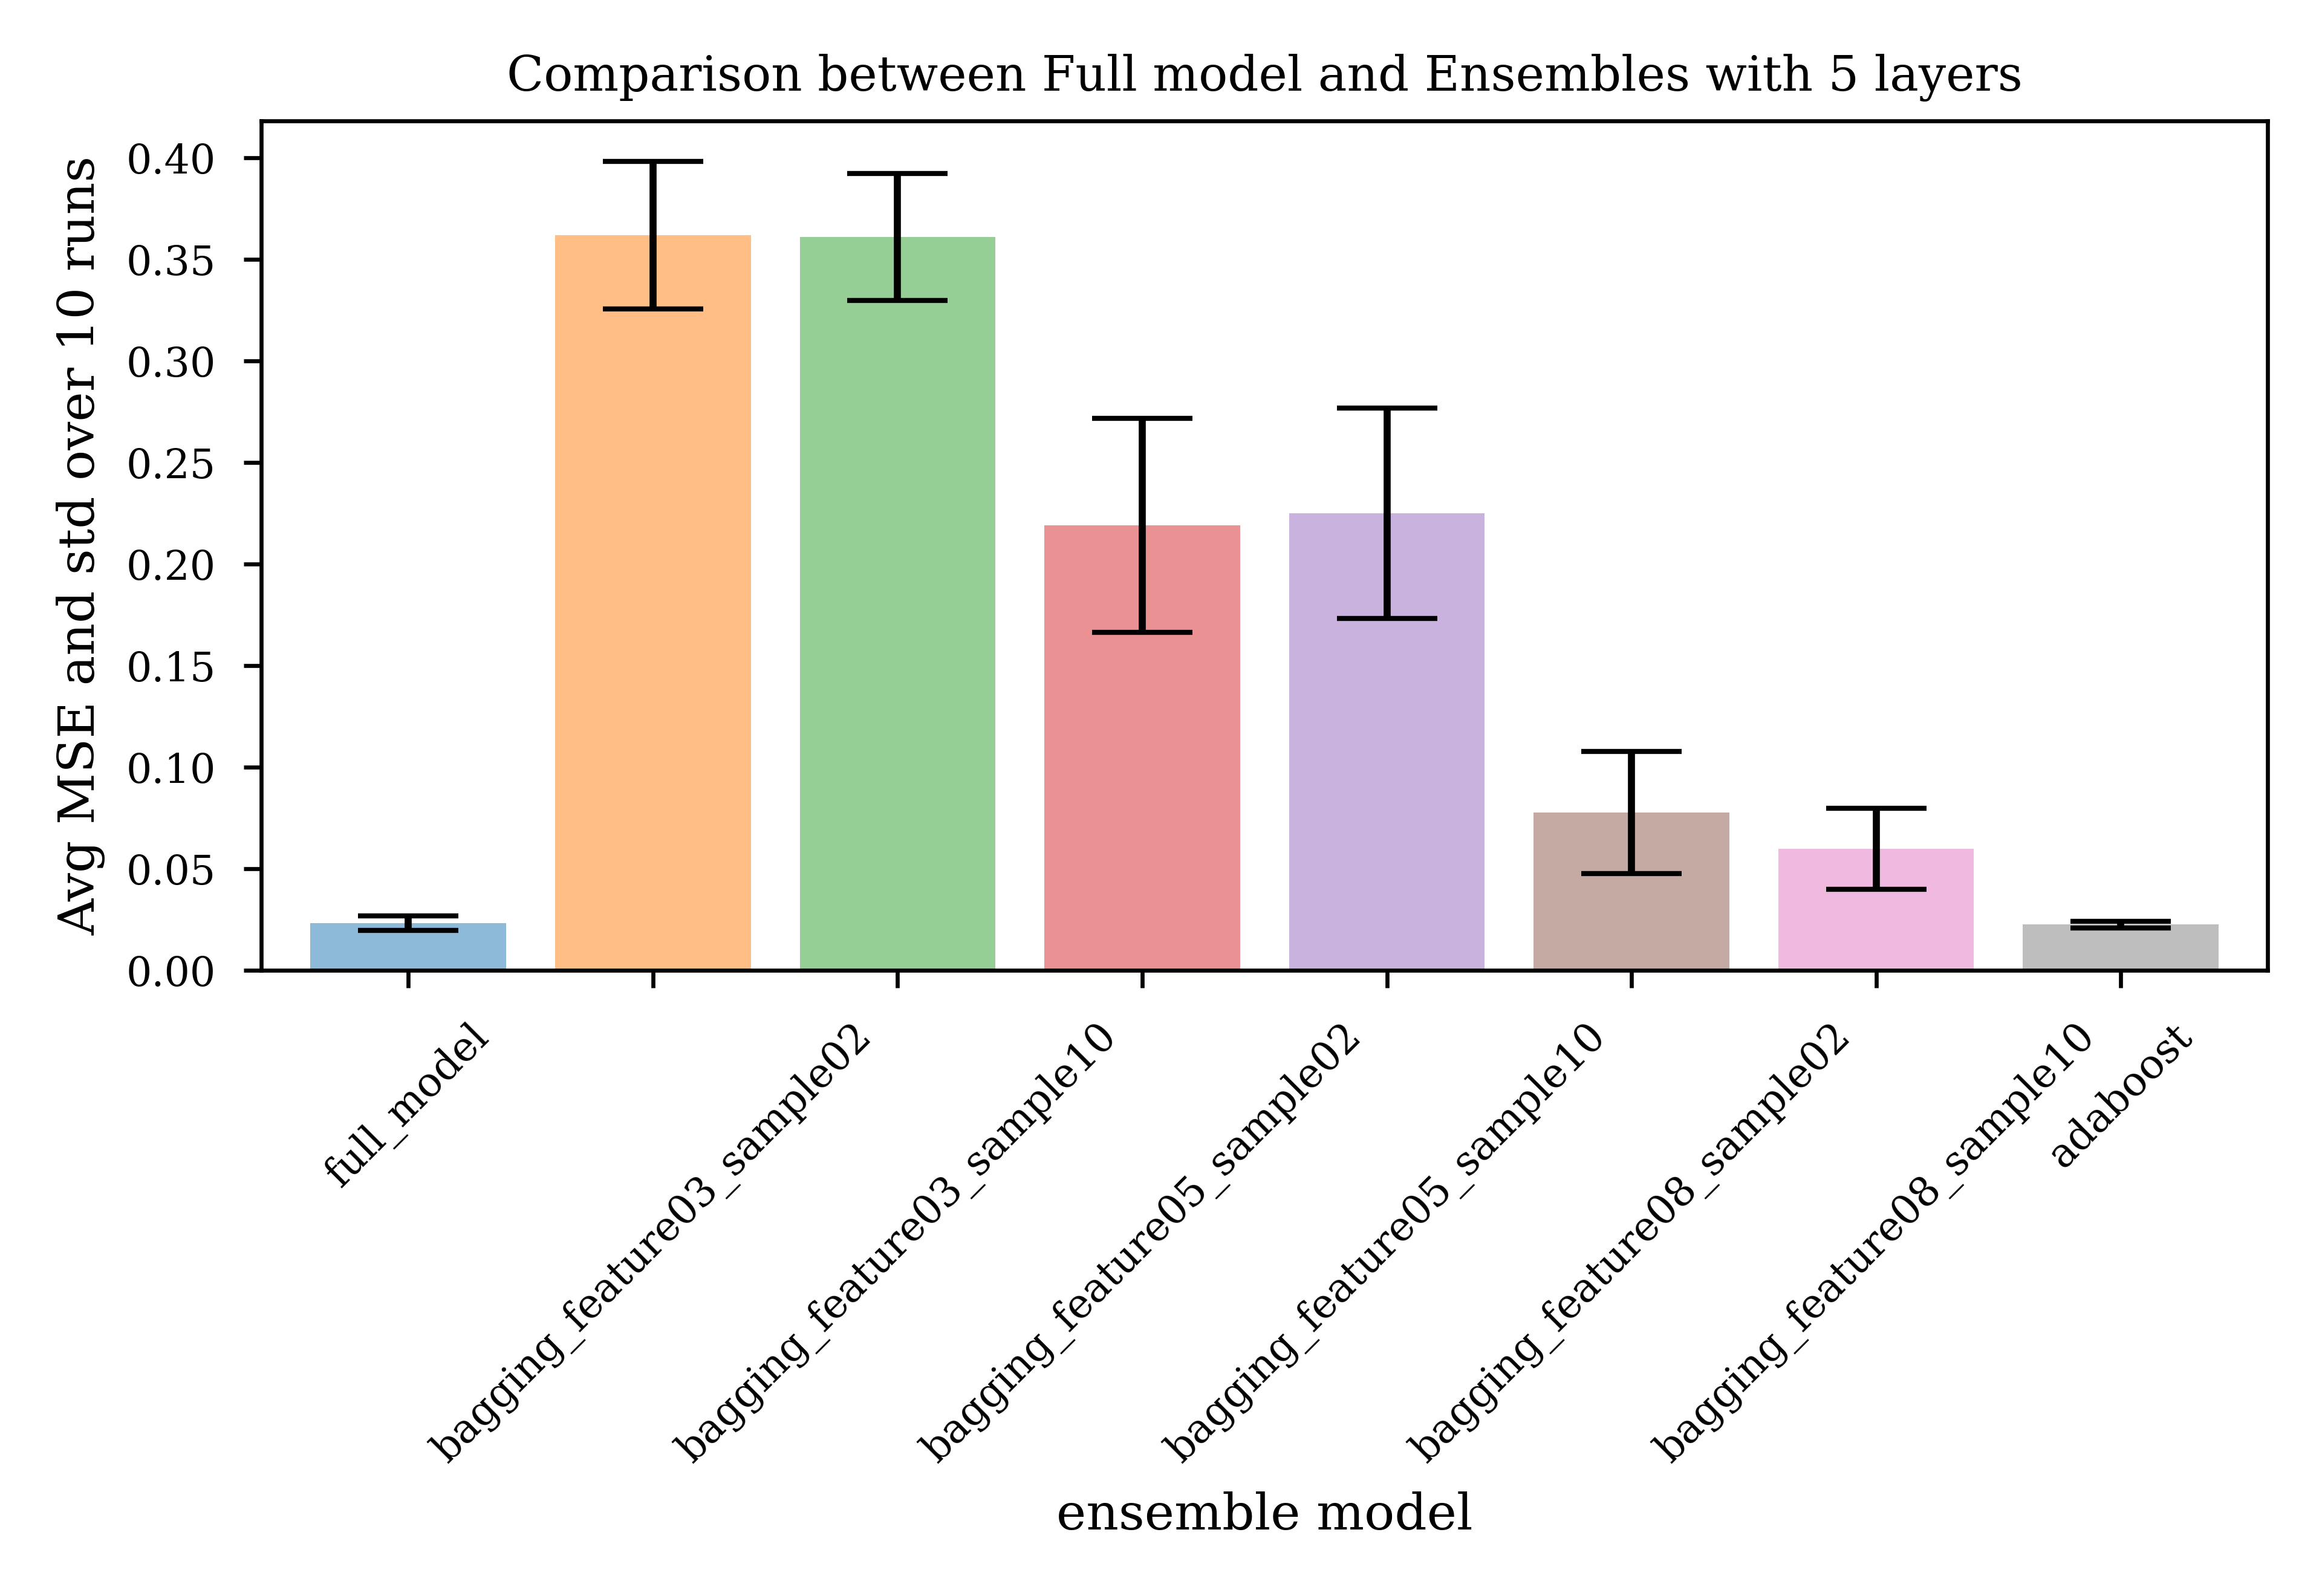 Comparison between Full model and Ensembles with 5 layers
Avg MSE and std over 10 runs
0.40
0.35
0.30
0.25
0.20
0.15
0.10
0.05
0.00
full_model
bagging_feature03_sample02
bagging_feature03_sample10
bagging_feature05_sample02
bagging_feature05_sample10
bagging_feature08_sample02
bagging_feature08_sample10
adaboost
ensemble model